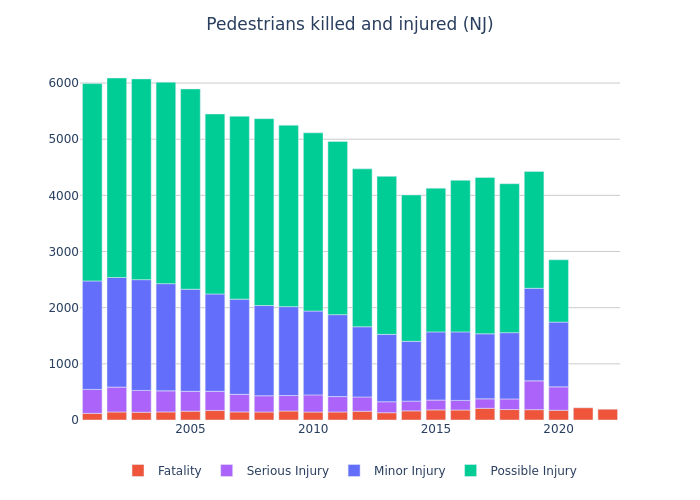 Pedestrians killed and injured (NJ)
6000
5000
4000
3000
2000
1000
0
2005 2010 2015 2020
Fatality Serious Injury Minor Injury Possible Injury